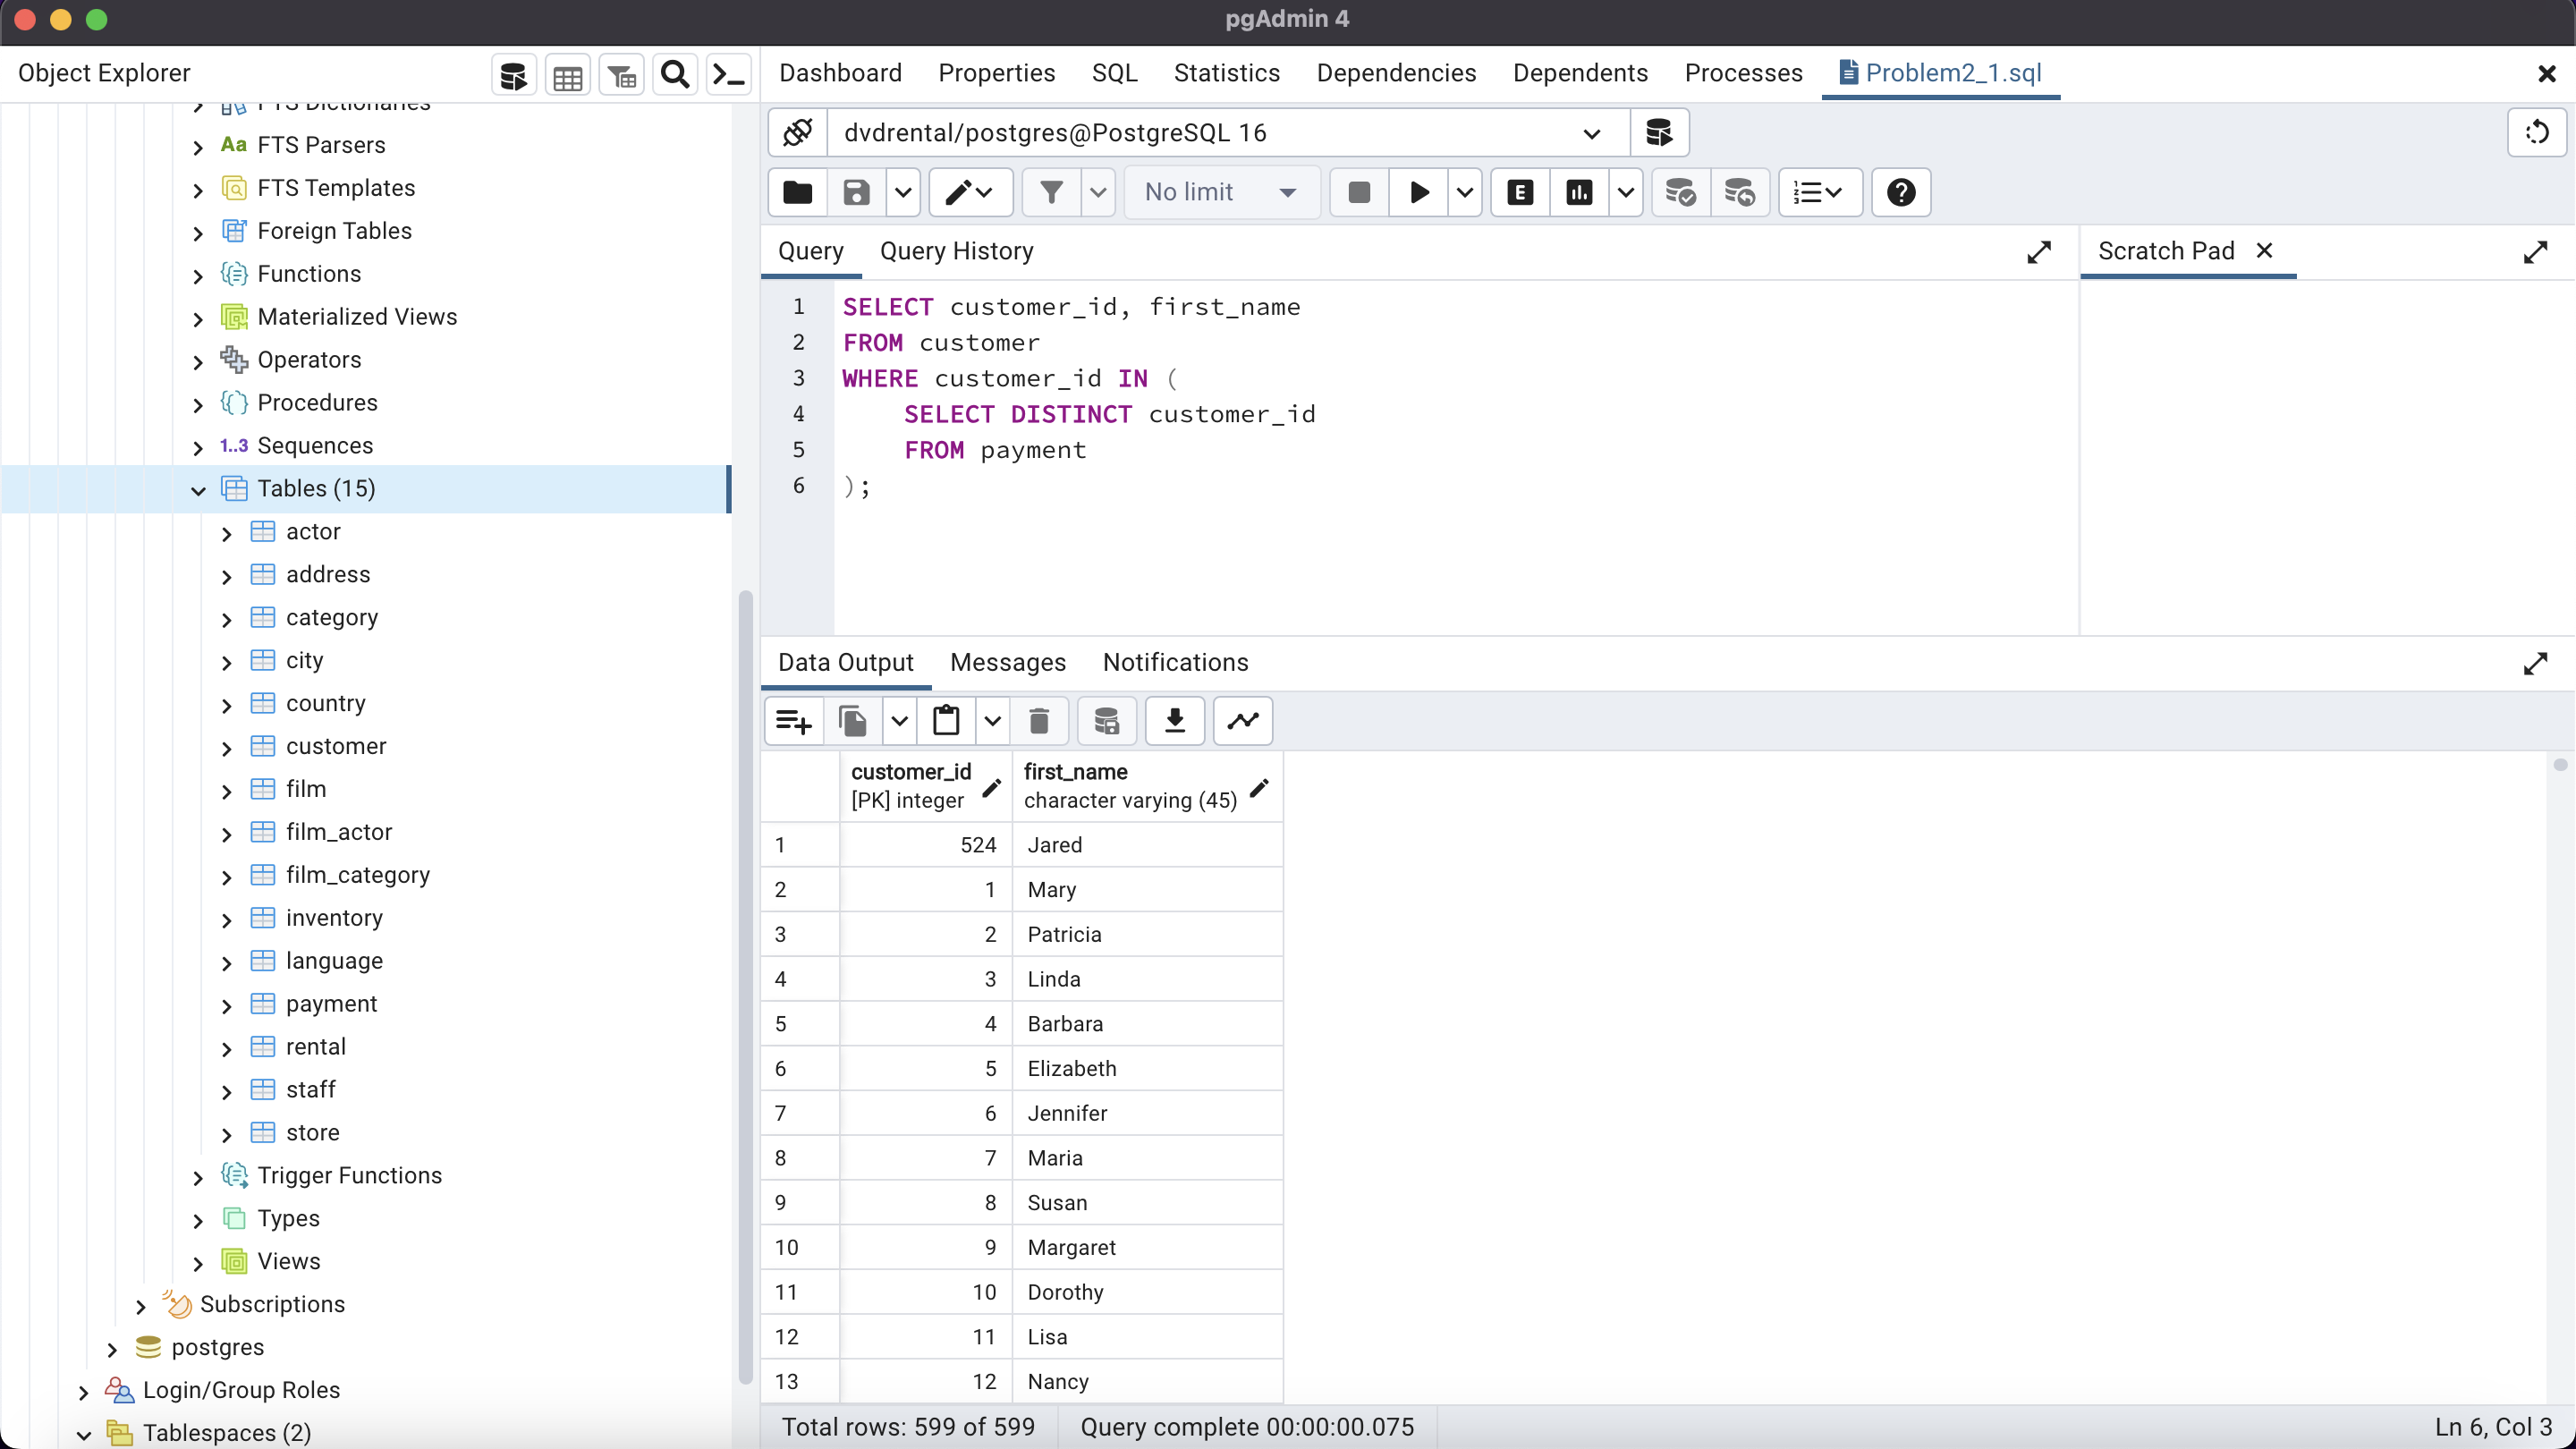 pgAdmin 4
Object Explorer
Dashboard Properties SQL Statistics Dependencies Dependents Processes Problem2_1.sql
FTS Dictionaries
Aa FTS Parsers
FTS Templates
Foreign Tables
Functions
Materialized Views
Operators
Procedures
1..3 Sequences
Tables (15)
actor
address
category
city
country
customer
film
film_actor
film_category
inventory
language
payment
rental
staff
store
Trigger Functions
Types
Views
Subscriptions
postgres
Login/Group Roles
Tablespaces (2)
dvdrental/postgres@PostgreSQL 16
No limit E
Query Query History Scratch Pad
1 SELECT customer_id, first_name
2 FROM customer
3 WHERE customer_id IN (
4 SELECT DISTINCT customer_id
5 FROM payment
6 );
Data Output Messages Notifications
customer_id first_name
[PK] integer character varying (45)
1 524 Jared
2 1 Mary
3 2 Patricia
4 3 Linda
5 4 Barbara
6 5 Elizabeth
7 6 Jennifer
8 7 Maria
9 8 Susan
10 9 Margaret
11 10 Dorothy
12 11 Lisa
13 12 Nancy
Total rows: 599 of 599 Query complete 00:00:00.075 Ln 6, Col 3